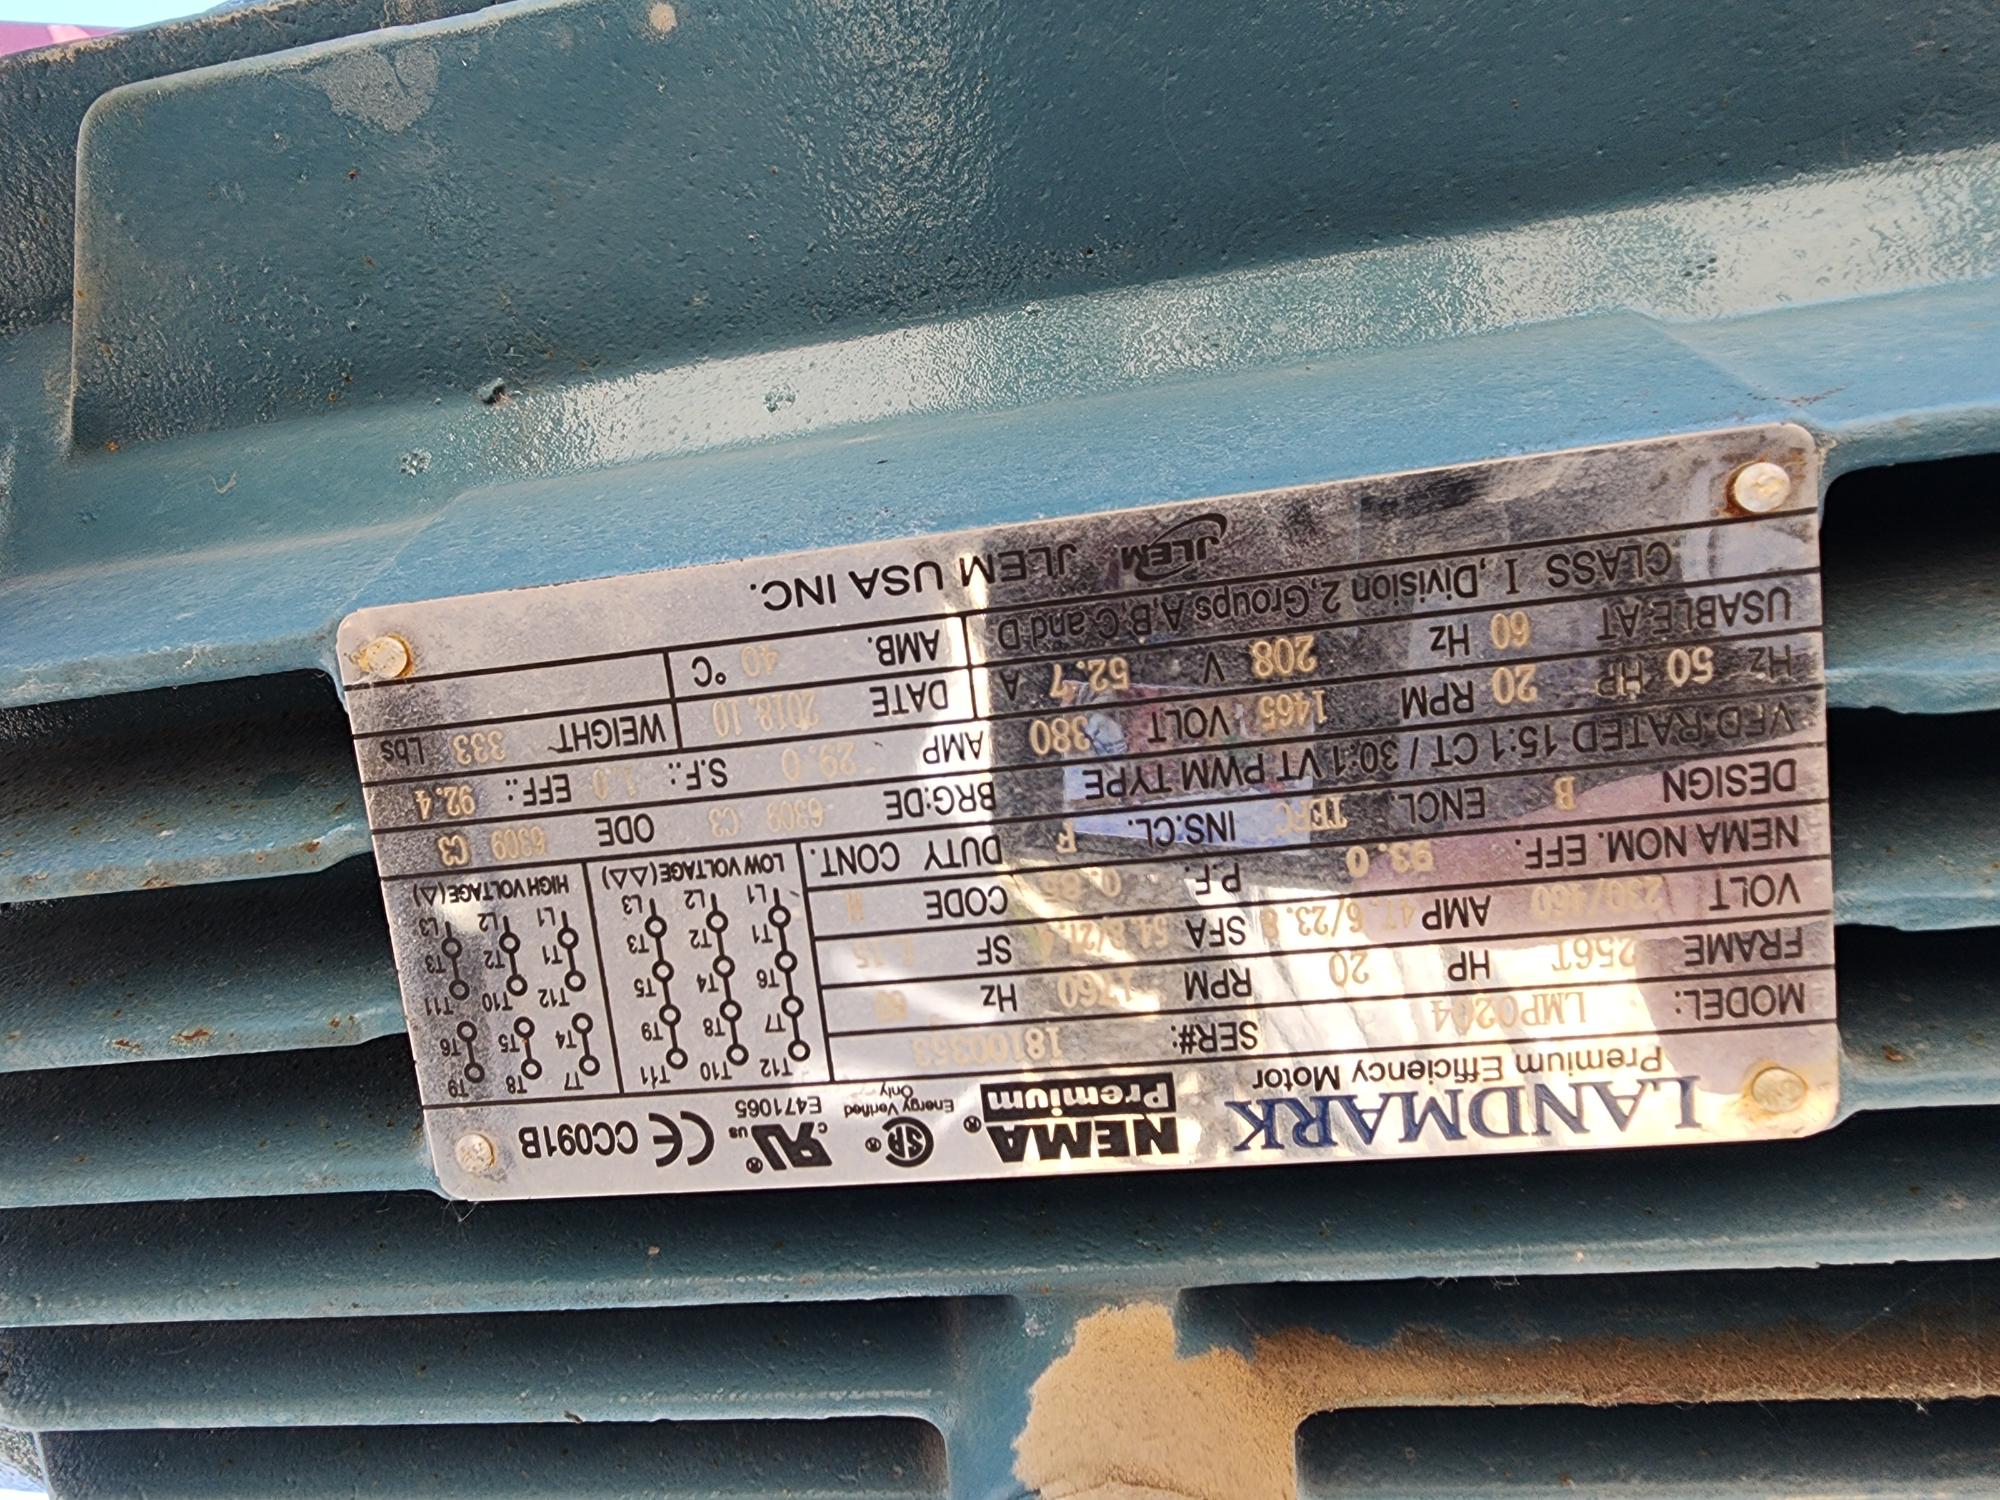 LANDMARK
Premium Efficiency Motor
NEMA Premium ®
SA ® Energy Verified Only
c RU us ® E471065
CE CC091B
MODEL: LMP0204 SER#: 18100353
FRAME 256T HP 20 RPM 1760 Hz 60
VOLT 230/460 AMP 47.6/23.8 SFA SF 1.15
NEMA NOM. EFF. 93.0 P.F. CODE
DESIGN B ENCL. TEFC INS.CL. F DUTY CONT.
VFD RATED 15:1 CT / 30:1 VT PWM TYPE BRG:DE 6309 C3 ODE 6309 C3
Hz 50 HP 20 RPM 1465 VOLT 380 AMP 29.0 S.F.: 1.0 EFF.: 92.4
USABLE AT 60 Hz 208 V 52.7 A DATE 2018.10 WEIGHT 333 Lbs
CLASS I, Division 2, Groups A,B,C and D AMB. 40 °C
JLEM JLEM USA INC.
T12 T10 T11
T7 T8 T9
T6 T4 T5
T1 T2 T3
L1 L2 L3
LOW VOLTAGE(△△)
T7 T8 T9
T4 T5 T6
T12 T10 T11
T1 T2 T3
L1 L2 L3
HIGH VOLTAGE(△)